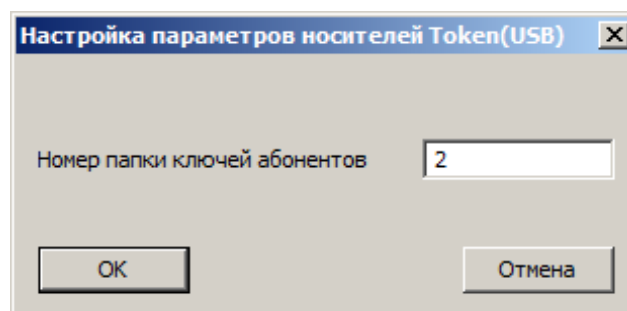 Настройка параметров носителей Token(USB)
Номер папки ключей абонентов 2
OK Отмена